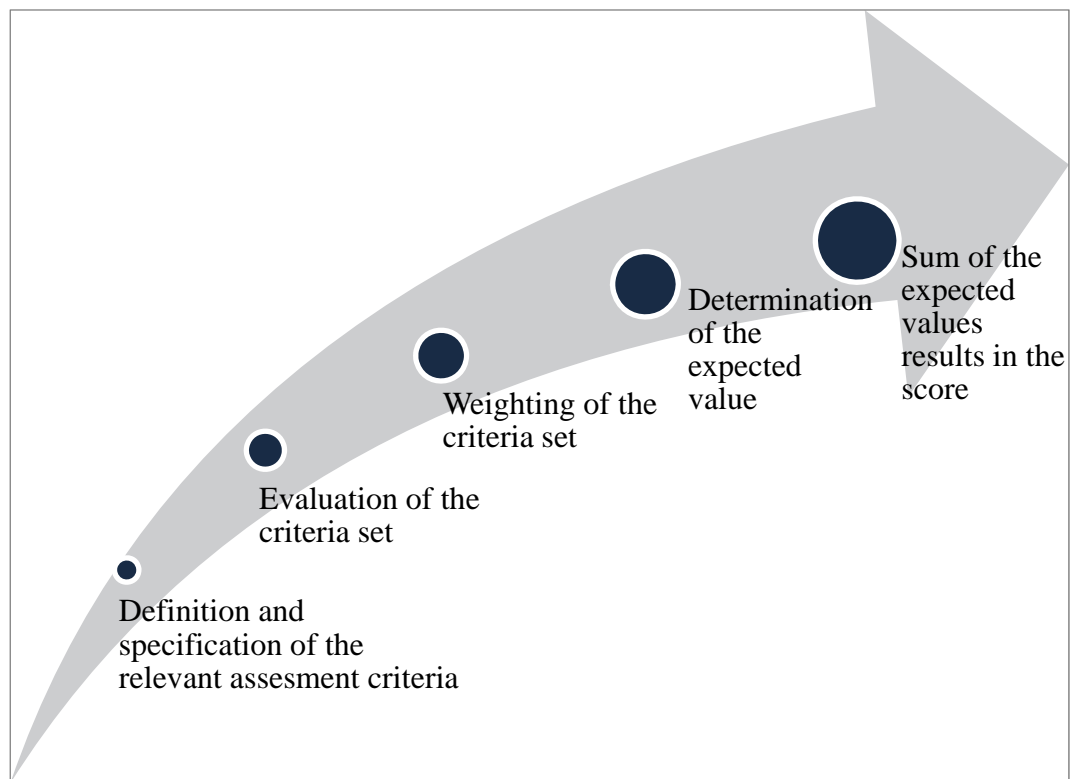 Definition and
specification of the
relevant assesment criteria
Evaluation of the
criteria set
Weighting of the
criteria set
Determination
of the
expected
value
Sum of the
expected
values
results in the
score